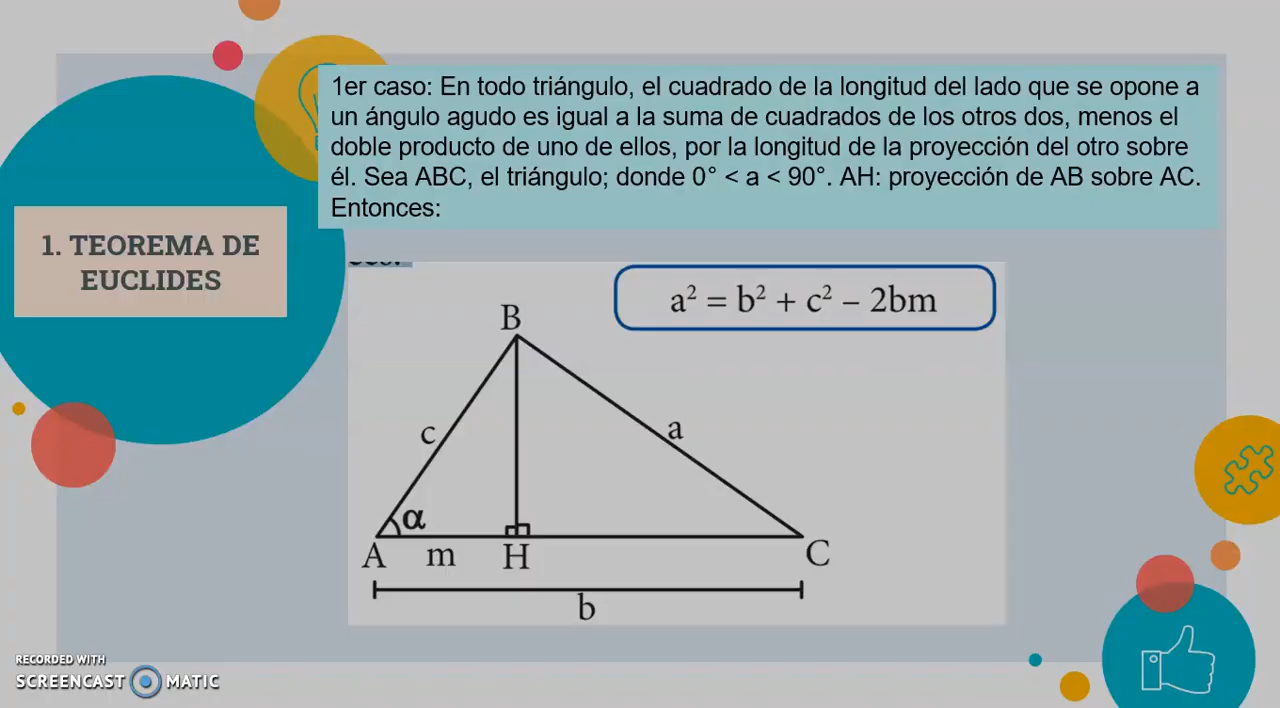 1er caso: En todo triángulo, el cuadrado de la longitud del lado que se opone a
un ángulo agudo es igual a la suma de cuadrados de los otros dos, menos el
doble producto de uno de ellos, por la longitud de la proyección del otro sobre
él. Sea ABC, el triángulo; donde 0° < a < 90°. AH: proyección de AB sobre AC.
Entonces:
1. TEOREMA DE
EUCLIDES
a² = b² + c² – 2bm
B
c
a
α
A
m
H
C
b
RECORDED WITH
SCREENCAST MATIC